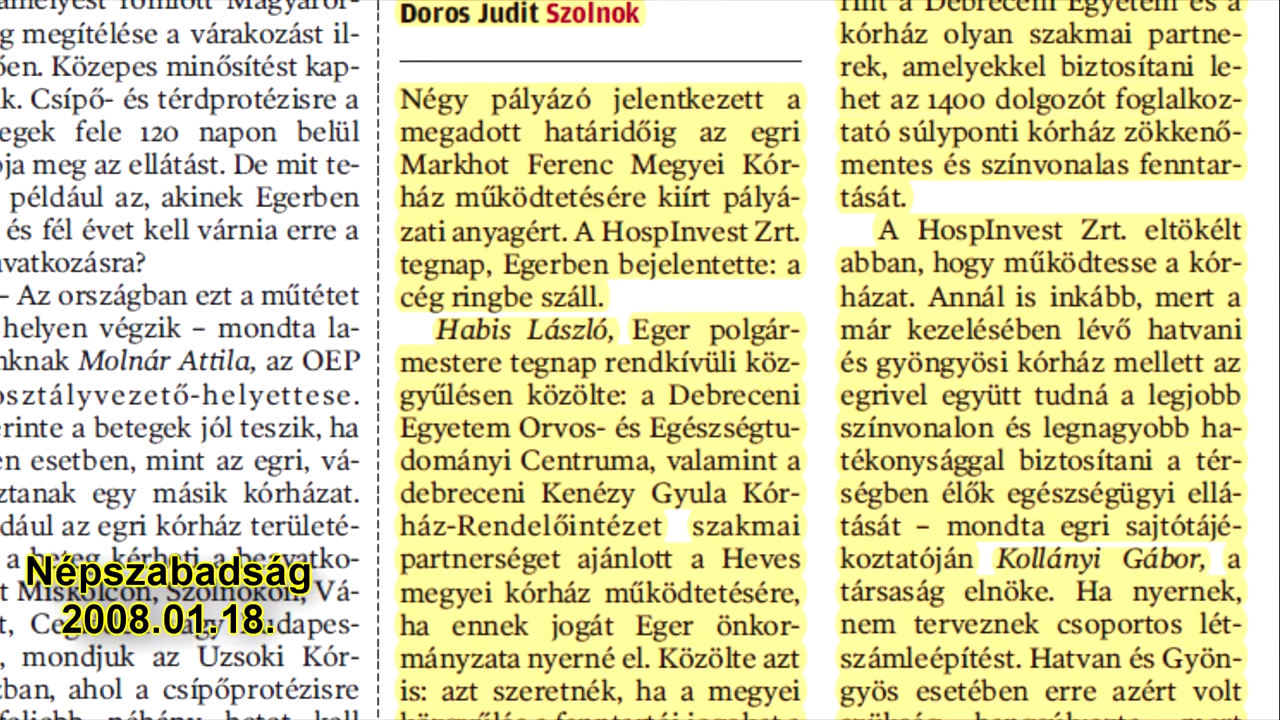 g megítélése a várakozást il-
en. Közepes minősítést kap-
k. Csípő- és térdprotézisre a
egek fele 120 napon belül
ja meg az ellátást. De mit te-
például az, akinek Egerben
és fél évet kell várnia erre a
avatkozásra?
– Az országban ezt a műtétet
helyen végzik – mondta la-
nknak Molnár Attila, az OEP
osztályvezető-helyettese.
erinte a betegek jól teszik, ha
en esetben, mint az egri, vá-
ztanak egy másik kórházat.
dául az egri kórház területé-
a beteg kérheti a beavatko-
t Miskolcon, Szolnokon, Vá-
mondjuk az Uzsoki Kór-
zban, ahol a csípőprotézisre
Népszabadság
2008.01.18.
Doros Judit Szolnok
Négy pályázó jelentkezett a
megadott határidőig az egri
Markhot Ferenc Megyei Kór-
ház működtetésére kiírt pályá-
zati anyagért. A HospInvest Zrt.
tegnap, Egerben bejelentette: a
cég ringbe száll.
Habis László, Eger polgár-
mestere tegnap rendkívüli köz-
gyűlésen közölte: a Debreceni
Egyetem Orvos- és Egészségtu-
dományi Centruma, valamint a
debreceni Kenézy Gyula Kór-
ház-Rendelőintézet szakmai
partnerséget ajánlott a Heves
megyei kórház működtetésére,
ha ennek jogát Eger önkor-
mányzata nyerné el. Közölte azt
is: azt szeretnék, ha a megyei
rint a Debreceni Egyetem és a
kórház olyan szakmai partne-
rek, amelyekkel biztosítani le-
het az 1400 dolgozót foglalkoz-
tató súlyponti kórház zökkenő-
mentes és színvonalas fenntar-
tását.
A HospInvest Zrt. eltökélt
abban, hogy működtesse a kór-
házat. Annál is inkább, mert a
már kezelésében lévő hatvani
és gyöngyösi kórház mellett az
egrivel együtt tudná a legjobb
színvonalon és legnagyobb ha-
tékonysággal biztosítani a tér-
ségben élők egészségügyi ellá-
tását – mondta egri sajtótájé-
koztatóján Kollányi Gábor, a
társaság elnöke. Ha nyernek,
nem terveznek csoportos lét-
számleépítést. Hatvan és Gyön-
gyös esetében erre azért volt